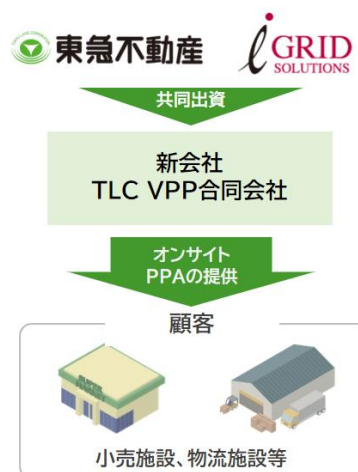 東急不動産
i GRID
SOLUTIONS
共同出資
新会社
TLC VPP合同会社
オンサイト
PPAの提供
顧客
小売施設、物流施設等